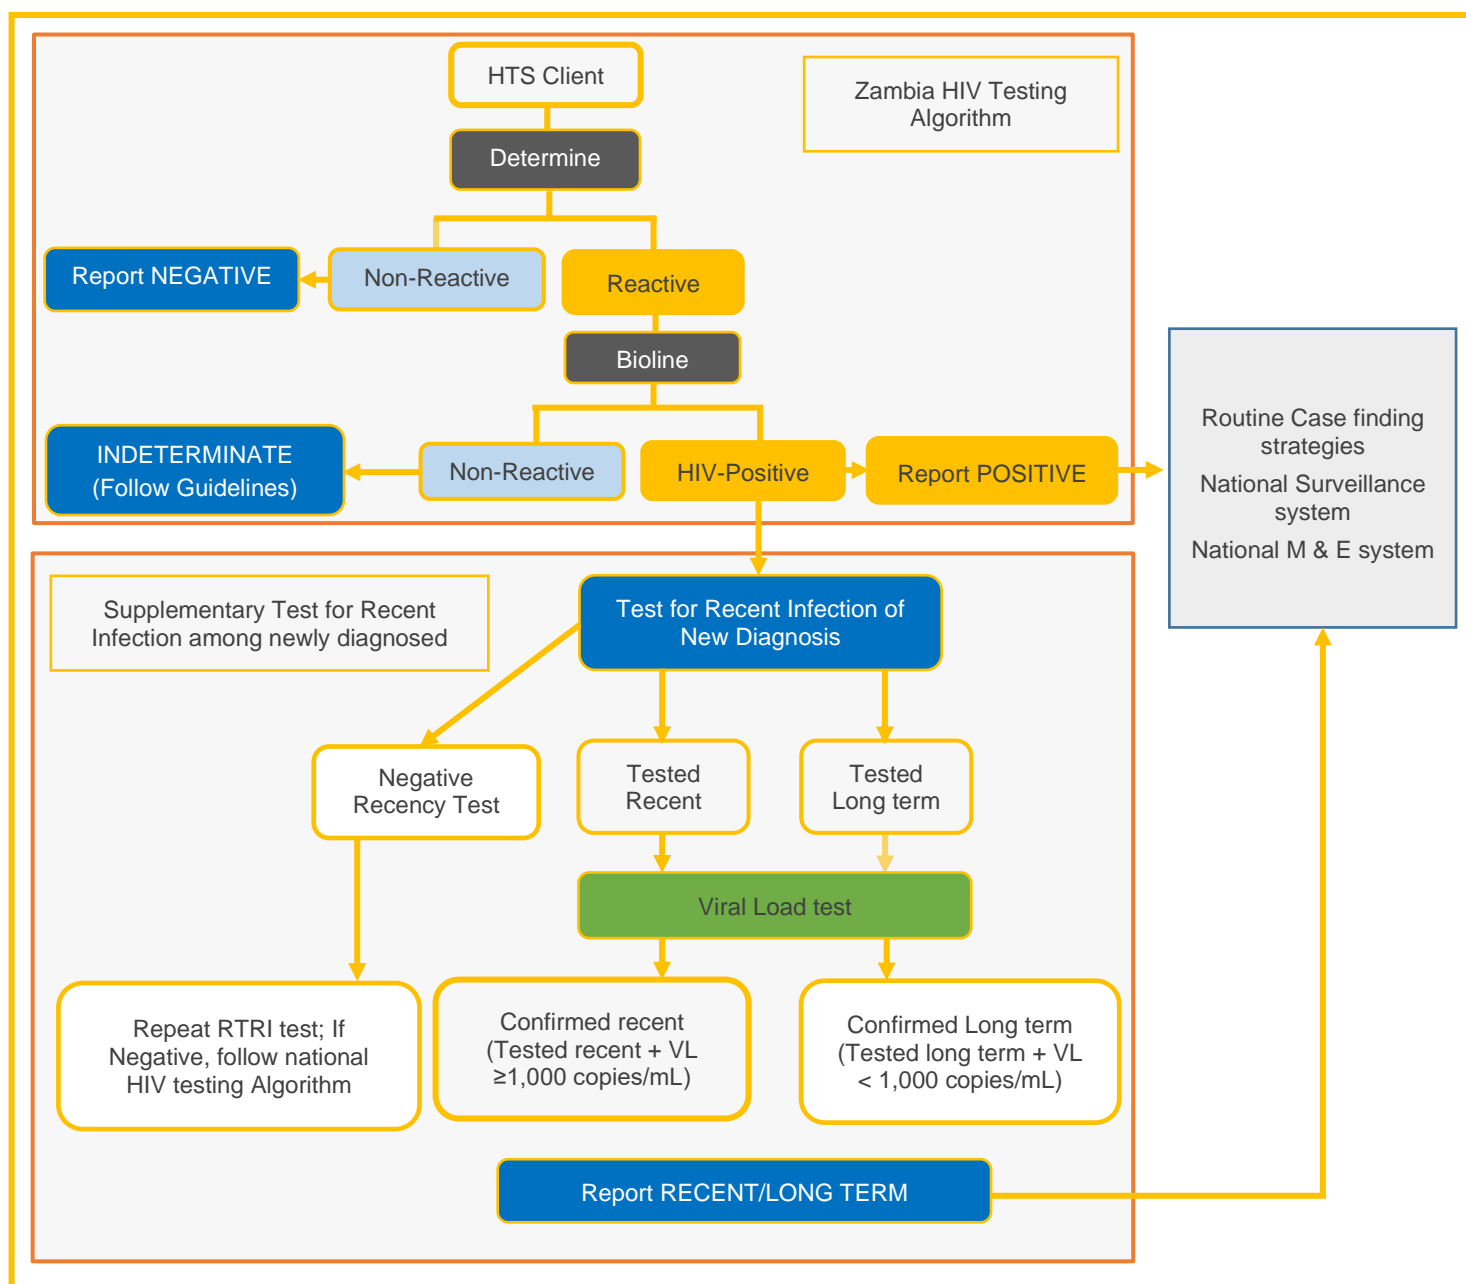 HTS Client
Zambia HIV Testing
Algorithm
Determine
Report NEGATIVE
Non-Reactive
Reactive
Bioline
INDETERMINATE
(Follow Guidelines)
Non-Reactive
HIV-Positive
Report POSITIVE
Routine Case finding
strategies
National Surveillance
system
National M & E system
Supplementary Test for Recent
Infection among newly diagnosed
Test for Recent Infection of
New Diagnosis
Negative
Recency Test
Tested
Recent
Tested
Long term
Viral Load test
Repeat RTRI test; If
Negative, follow national
HIV testing Algorithm
Confirmed recent
(Tested recent + VL
≥1,000 copies/mL)
Confirmed Long term
(Tested long term + VL
< 1,000 copies/mL)
Report RECENT/LONG TERM